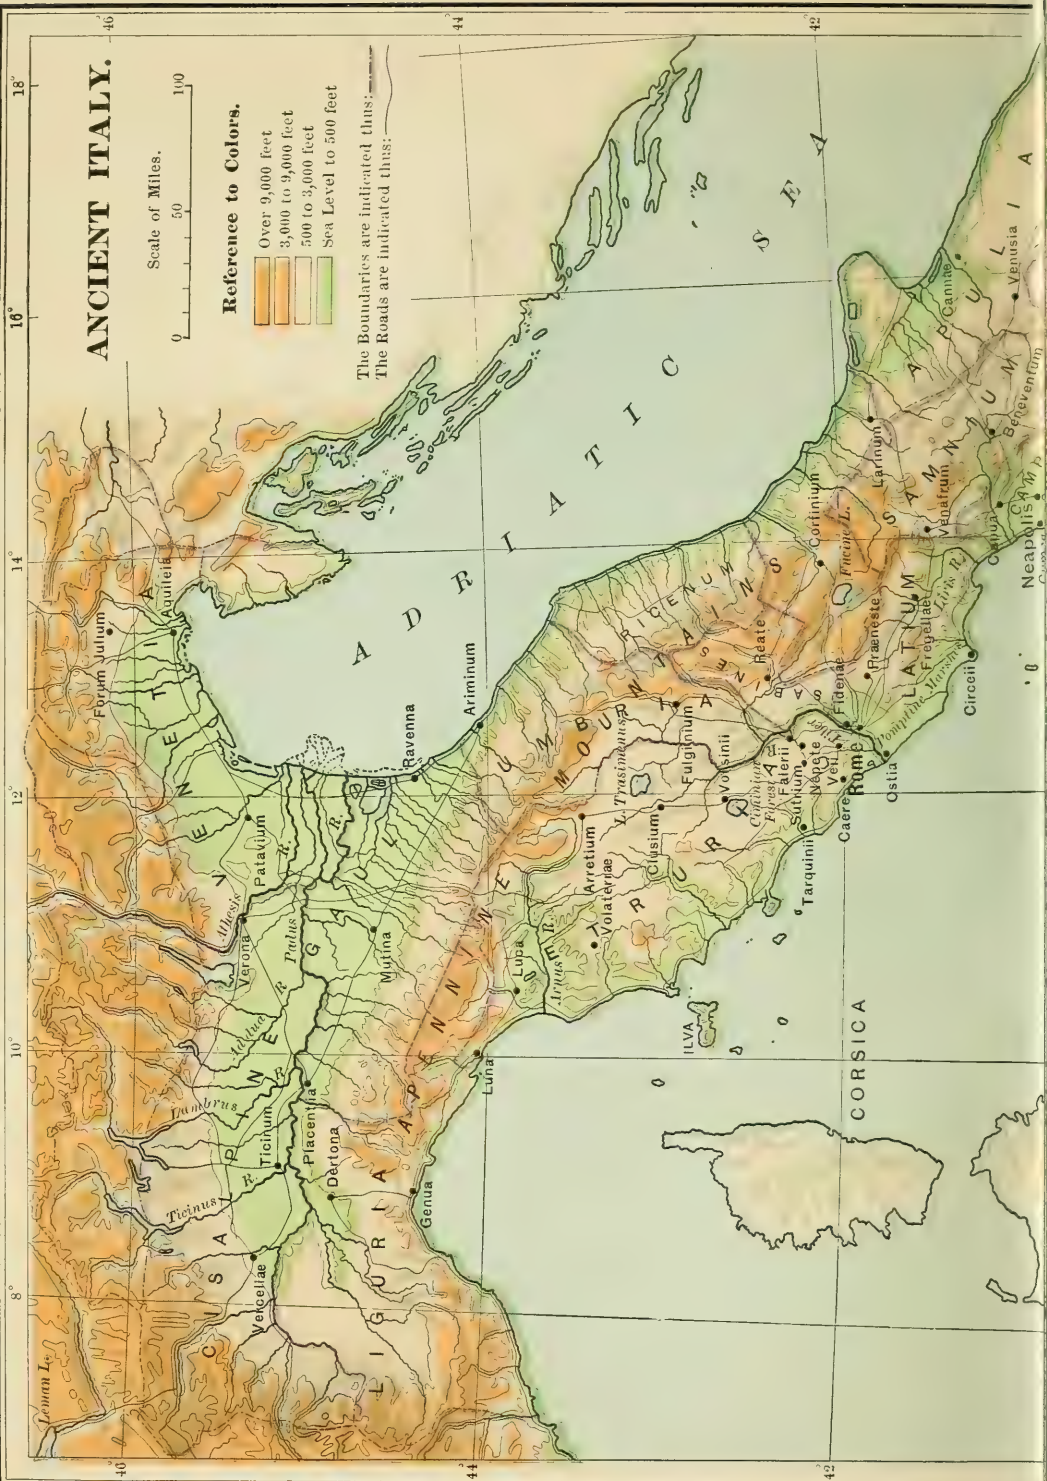 ANCIENT ITALY.
Scale of Miles.
0 50 100
Reference to Colors.
Over 9,000 feet
3,000 to 9,000 feet
500 to 3,000 feet
Sea Level to 500 feet
The Boundaries are indicated thus:
The Roads are indicated thus:
8° 10° 12° 14° 16° 18°
46
44
42
46
44
42
Leman L.
CISALPINE GAUL
VENETIA
LIGURIA
APENNINE MOUNTAINS
ETRURIA
UMBRIA
PICENUM
SABINES
LATIUM
SAMNIUM
APULIA
CAMP
ADRIATIC SEA
CORSICA
ILVA
Forum Julium
Aquileia
Patavium
Verona
Athesis
Padus R.
R.
Addua R
Lambrus R
Ticinus R.
Ticinum
Vercellae
Placentia
Dertona
Genua
Mutina
Ravenna
Ariminum
Luna
Luca
Arnus R.
Volaterrae
Arretium
L. Trasimenus
Clusium
Fulginium
Volsinii
Ciminian
Forest
Falerii
Sutrium
Nepete
Veii
Tarquinii
Caere
Rome
Ostia
Tiber
Fidenae
Reate
Praeneste
Pomptine Marshes
Fregellae
Liris R.
Circeii
Corfinium
Fucine L.
Larinum
Venafrum
Capua
Neapolis
Beneventum
Cannae
Venusia